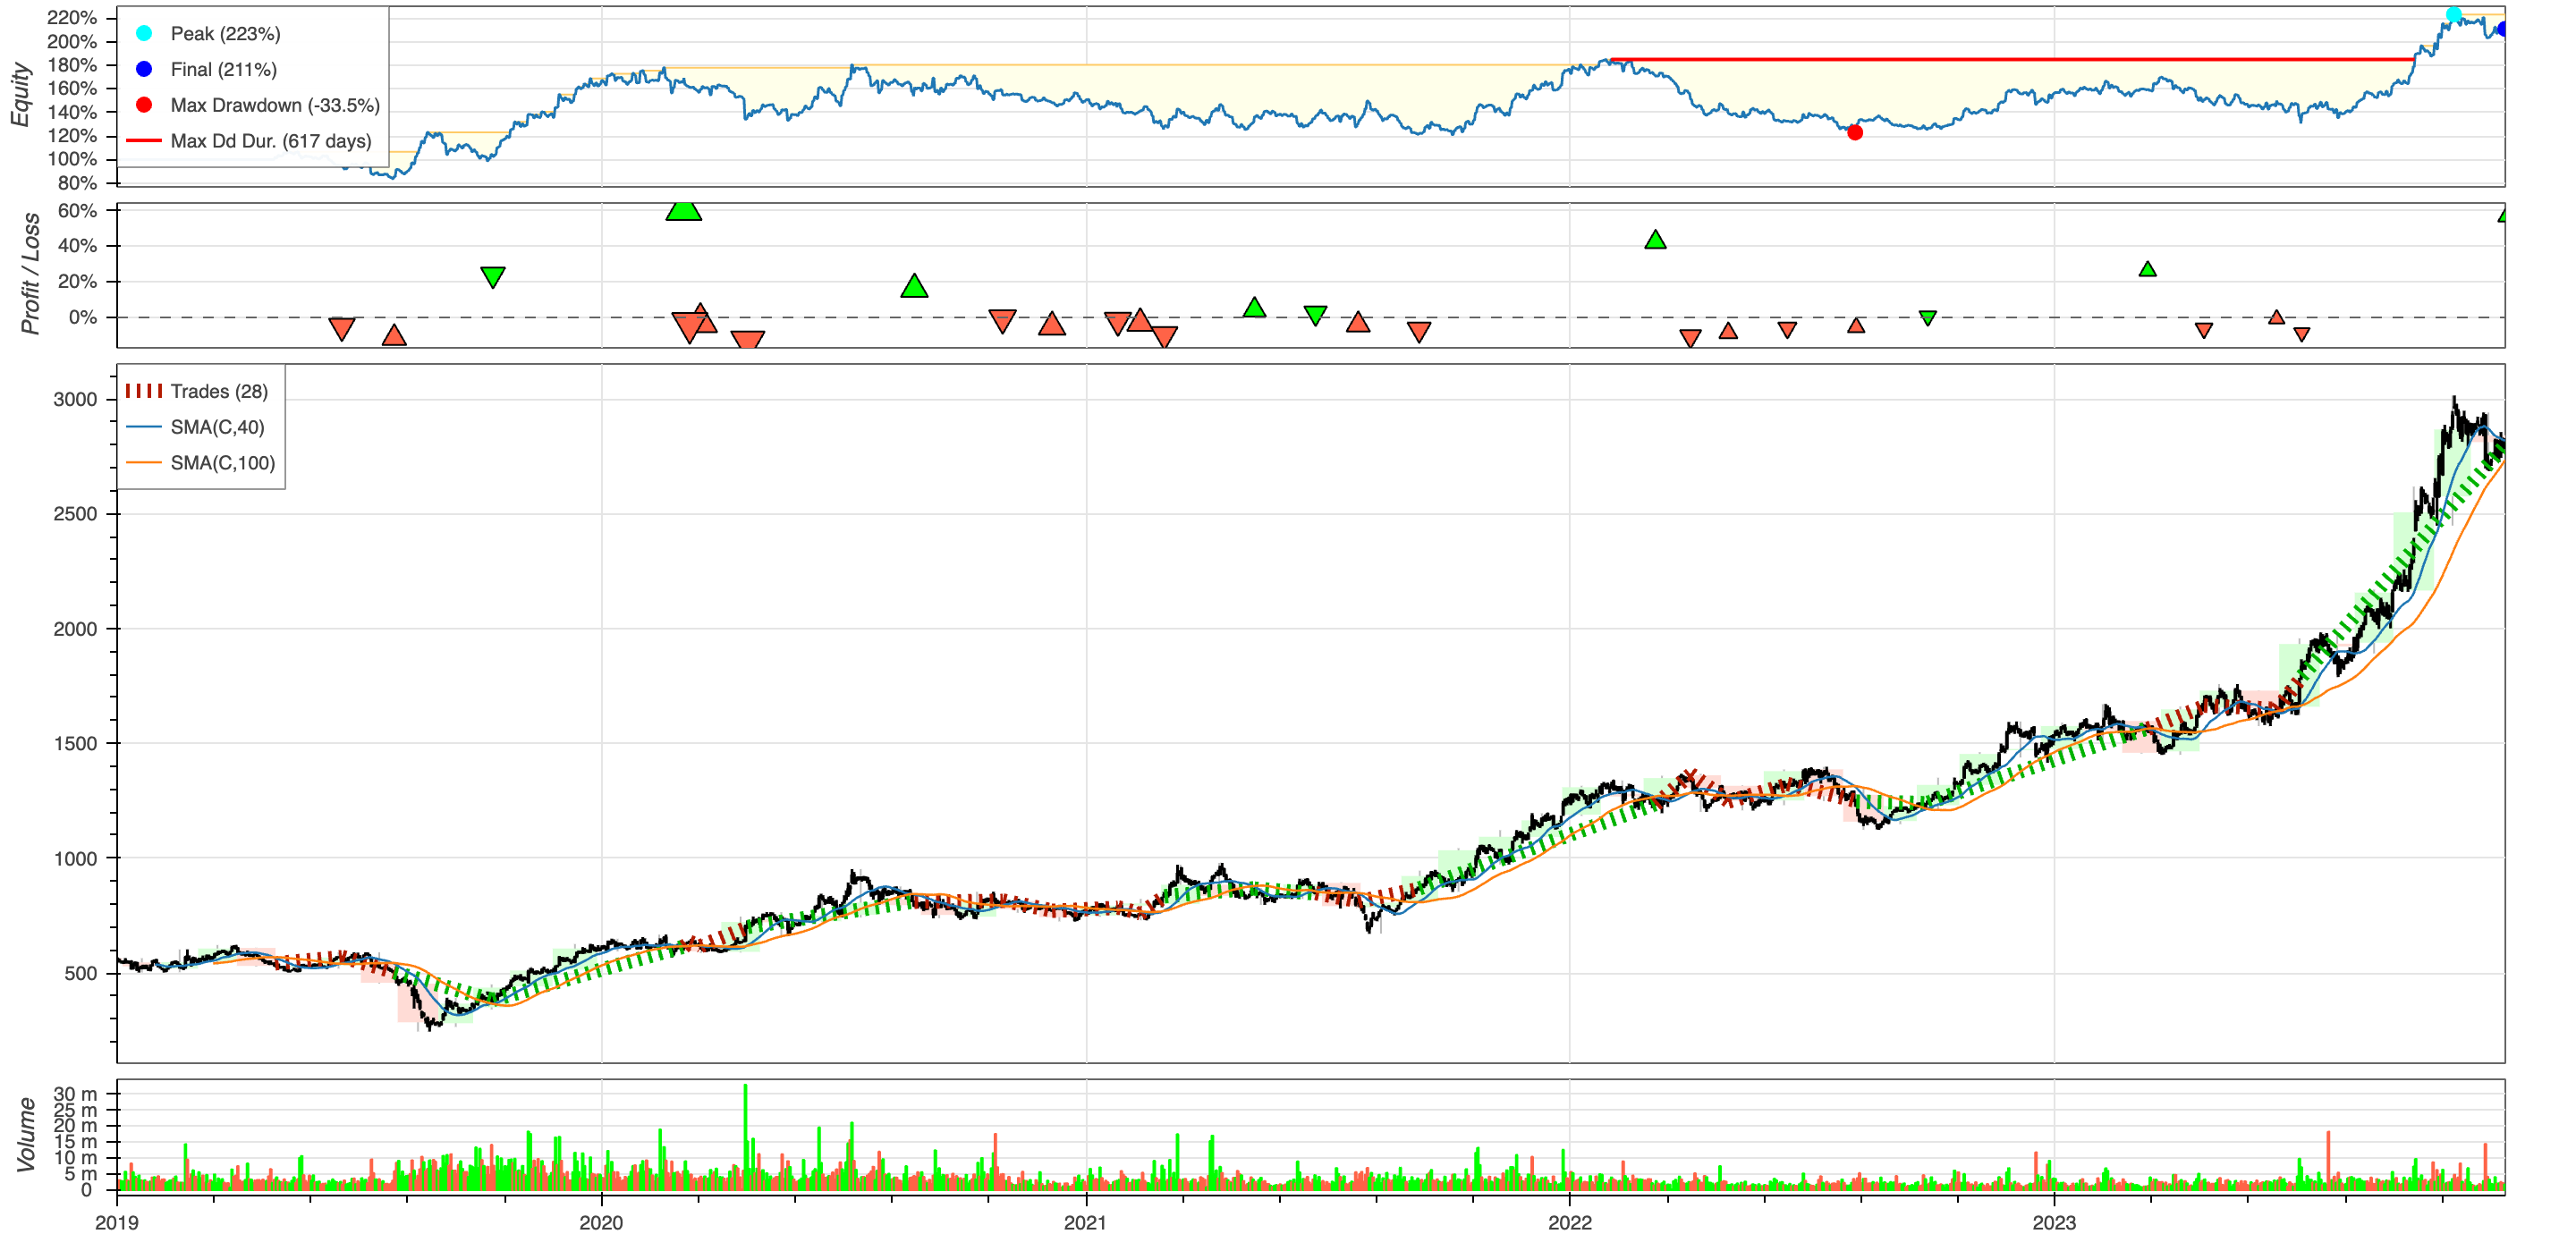 220%
200%
180%
160%
140%
120%
100%
80%
Equity
Peak (223%)
Final (211%)
Max Drawdown (-33.5%)
Max Dd Dur. (617 days)
60%
40%
20%
0%
Profit / Loss
Trades (28)
SMA(C,40)
SMA(C,100)
3000
2500
2000
1500
1000
500
30 m
25 m
20 m
15 m
10 m
5 m
0
Volume
2019 2020 2021 2022 2023